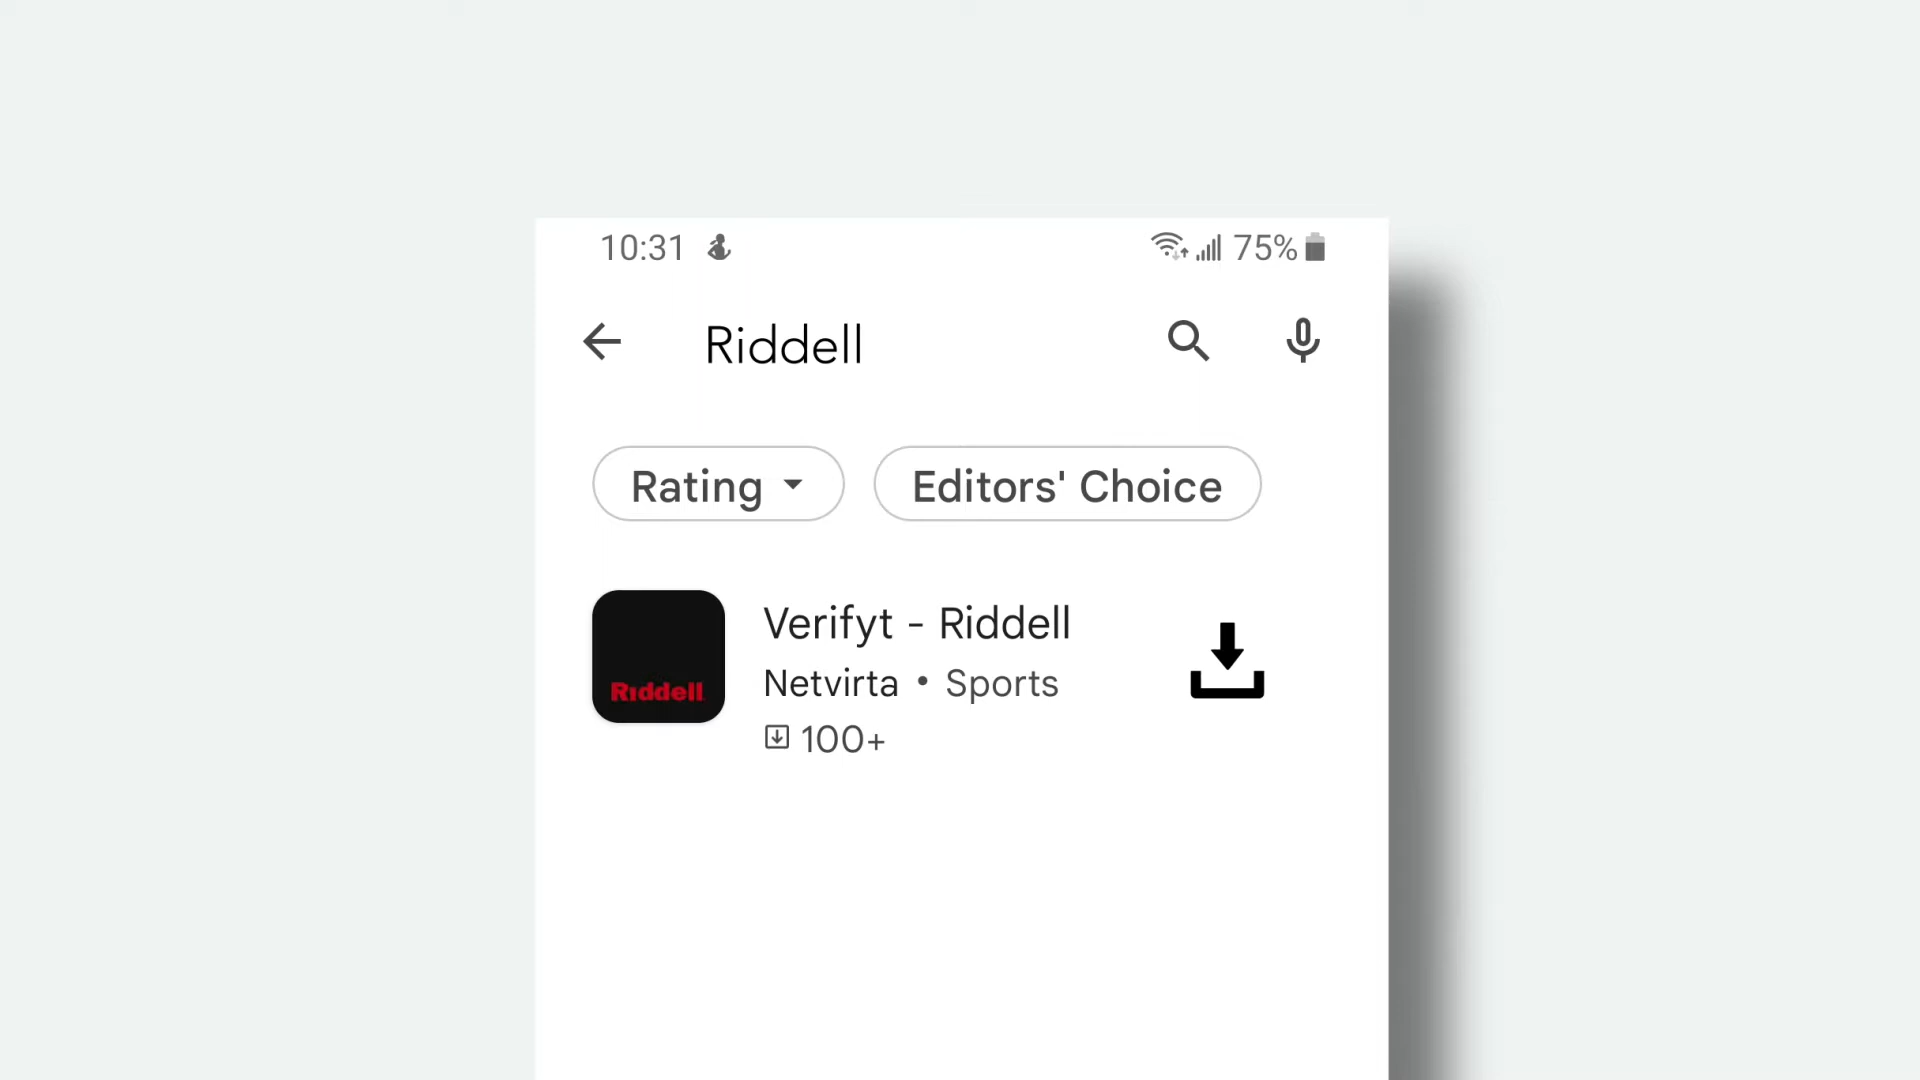 10:31 75%
Riddell
Rating Editors' Choice
Verifyt - Riddell
Netvirta • Sports
Riddell
100+